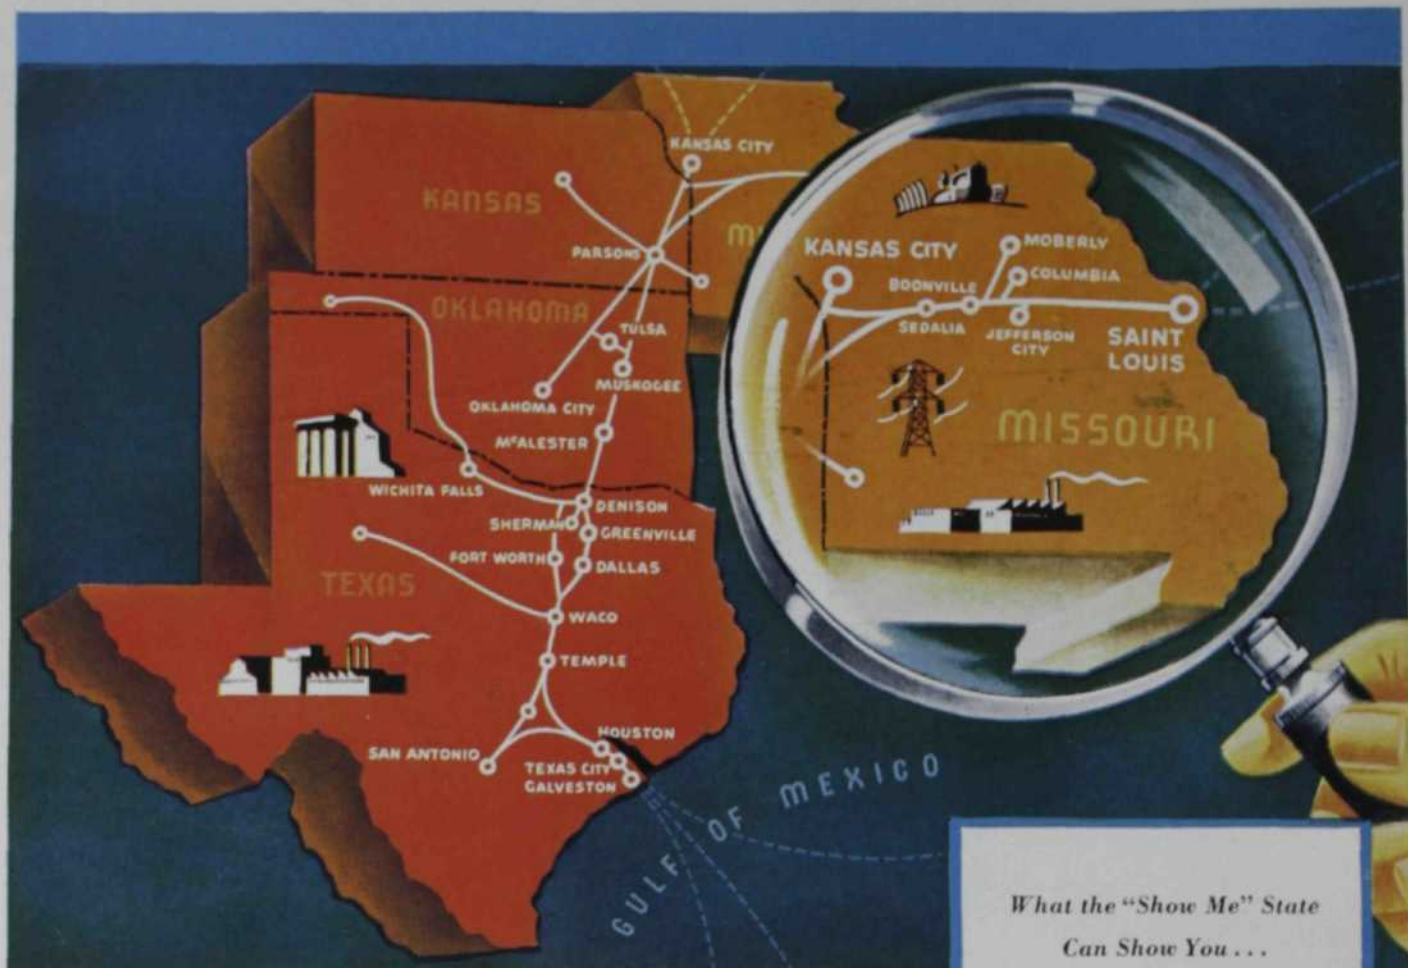 KANSAS CITY
KANSAS
PARSONS
OKLAHOMA
TULSA
MUSKOGEE
OKLAHOMA CITY
McALESTER
WICHITA FALLS
DENISON
SHERMAN
GREENVILLE
FORT WORTH
DALLAS
TEXAS
WACO
TEMPLE
HOUSTON
SAN ANTONIO
TEXAS CITY
GALVESTON
MI
KANSAS CITY
MOBERLY
COLUMBIA
BOONVILLE
SEDALIA
JEFFERSON
CITY
SAINT
LOUIS
MISSOURI
GULF OF MEXICO
What the “Show Me” State
Can Show You . . .